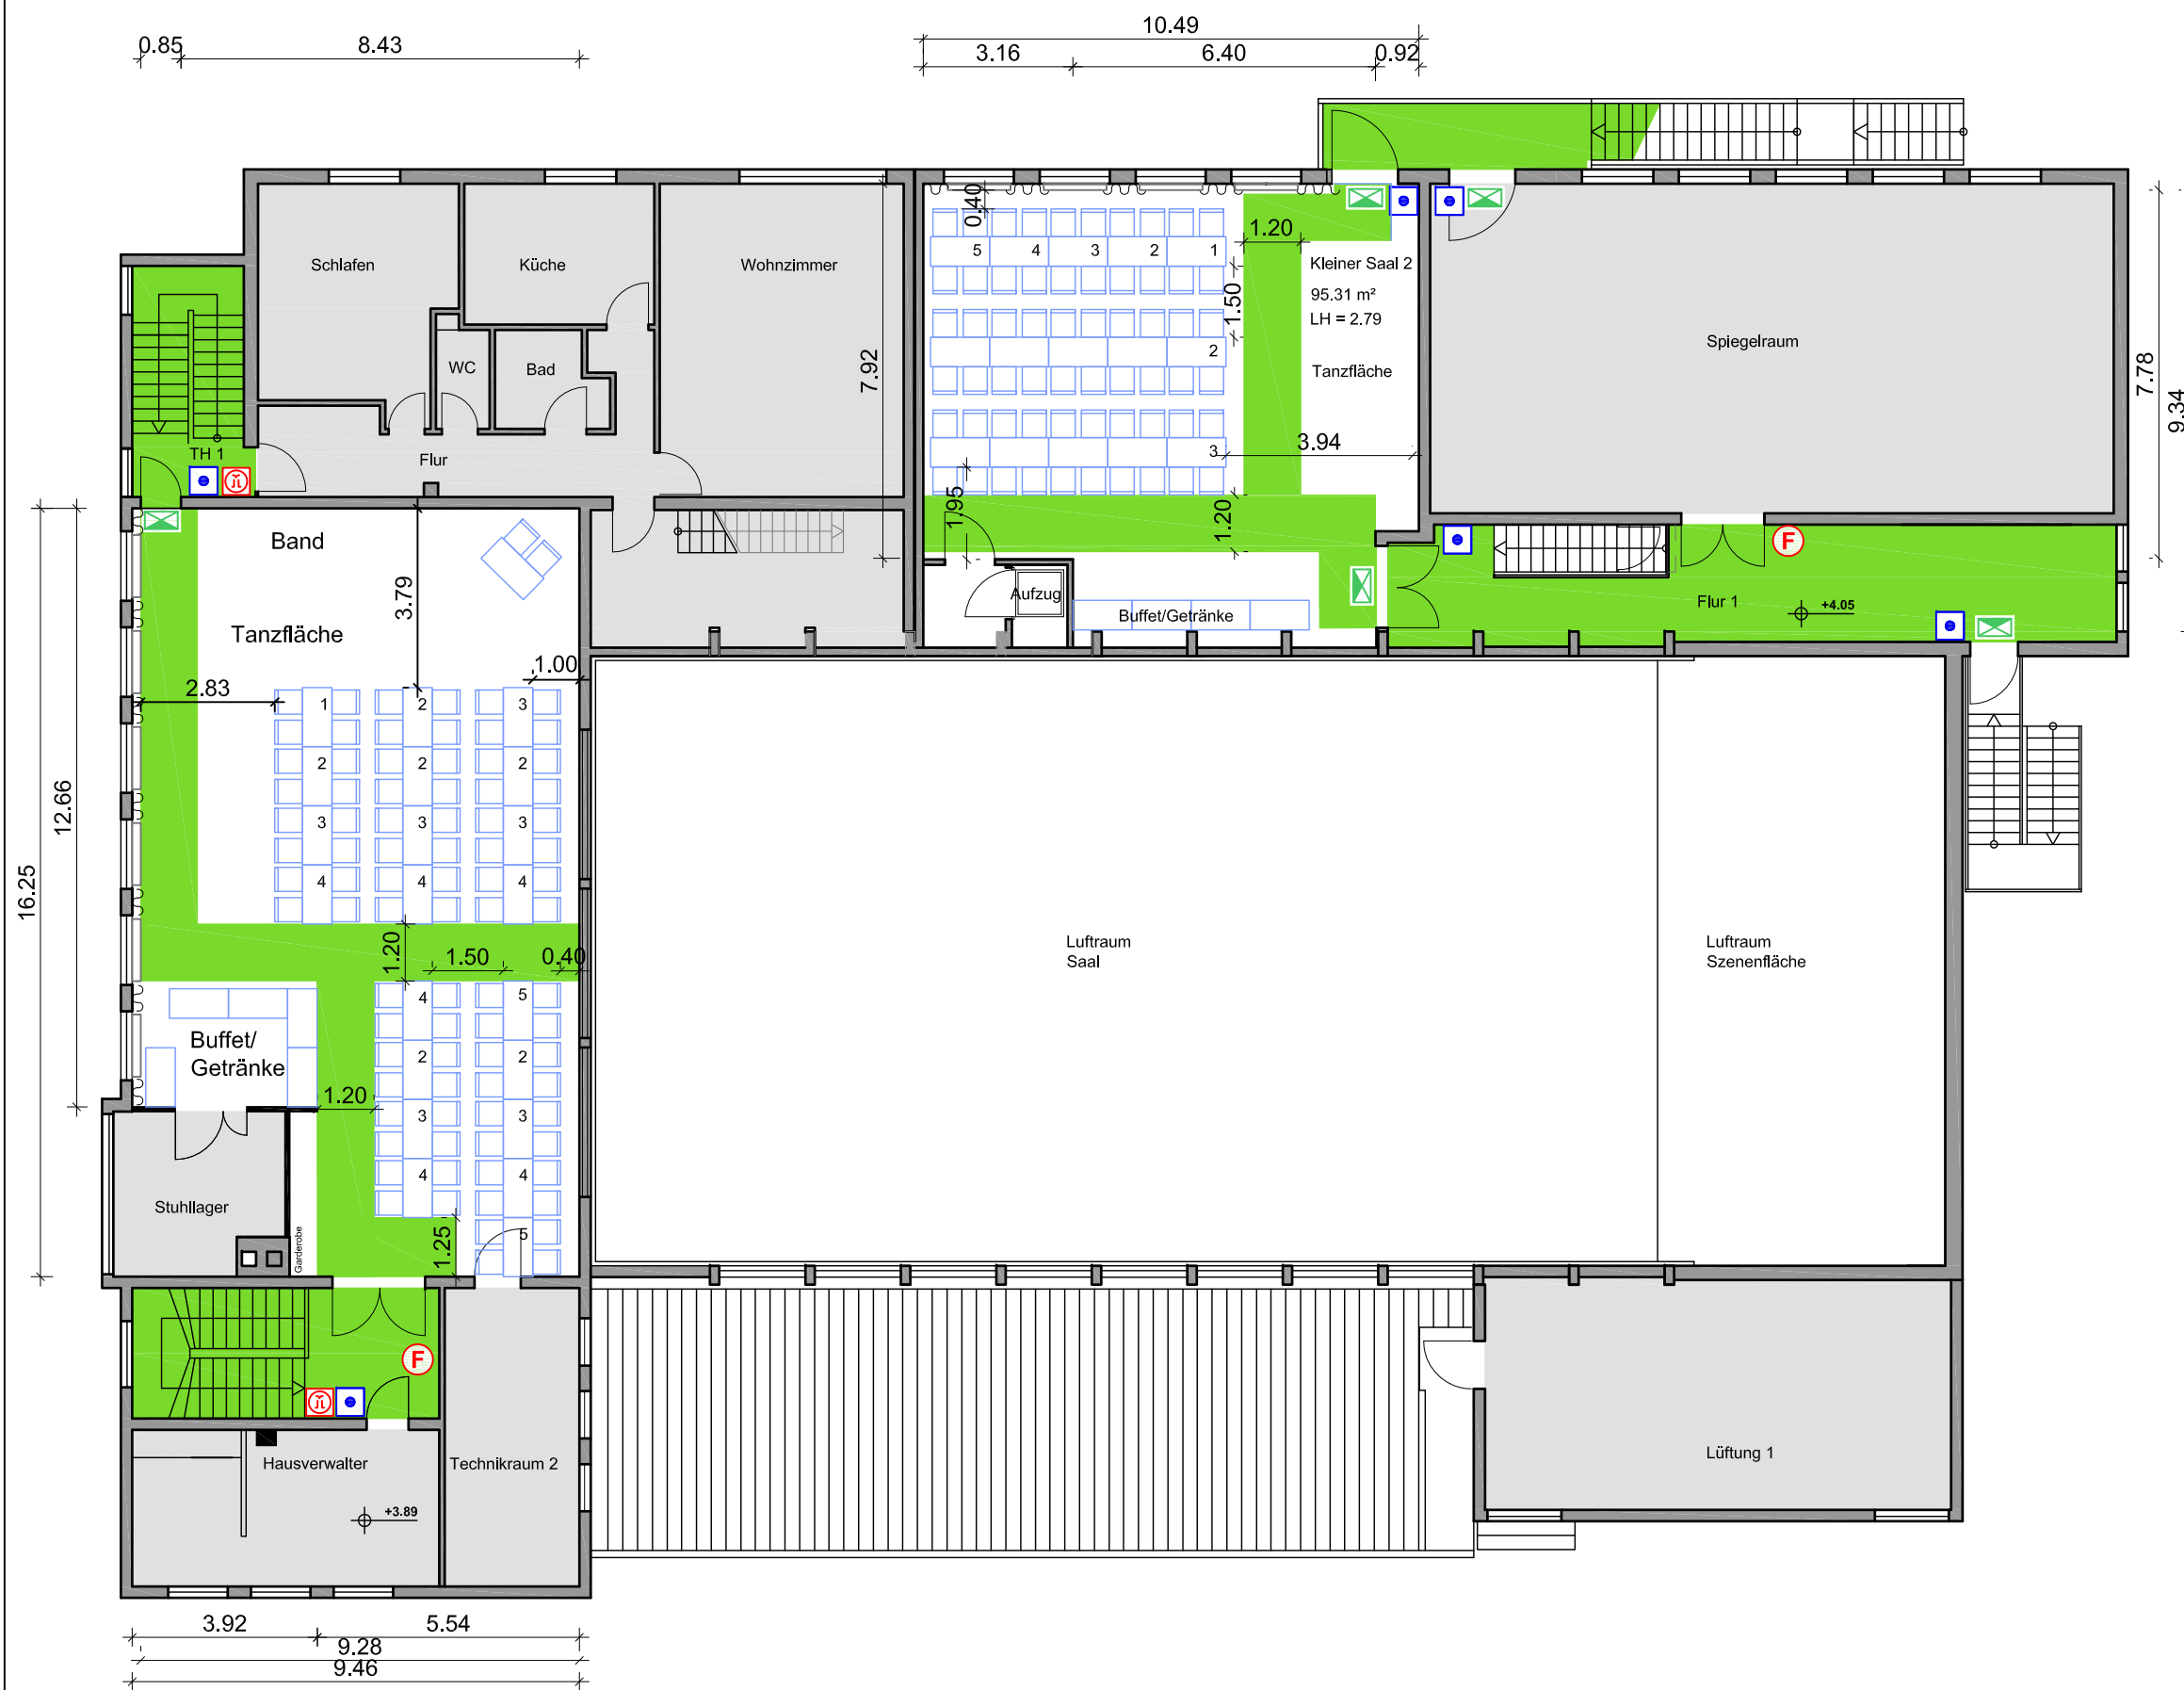 10.49
0.85
8.43
3.16
6.40
0.92
0.40
1.20
Schlafen
Küche
Wohnzimmer
5
4
3
2
1
Kleiner Saal 2
95.31 m²
LH = 2.79
1.50
2
Tanzfläche
Spiegelraum
7.78
9.34
WC
Bad
7.92
TH 1
Flur
3
3.94
1.95
1.20
Band
Aufzug
Buffet/Getränke
Flur 1
+4.05
F
3.79
Tanzfläche
1.00
2.83
1
2
3
2
2
2
3
3
3
4
4
4
12.66
16.25
1.20
1.50
0.40
Luftraum
Saal
Luftraum
Szenenfläche
4
5
Buffet/
Getränke
2
2
1.20
3
3
4
4
Stuhllager
Garderobe
1.25
5
F
Hausverwalter
Technikraum 2
+3.89
Lüftung 1
3.92
5.54
9.28
9.46